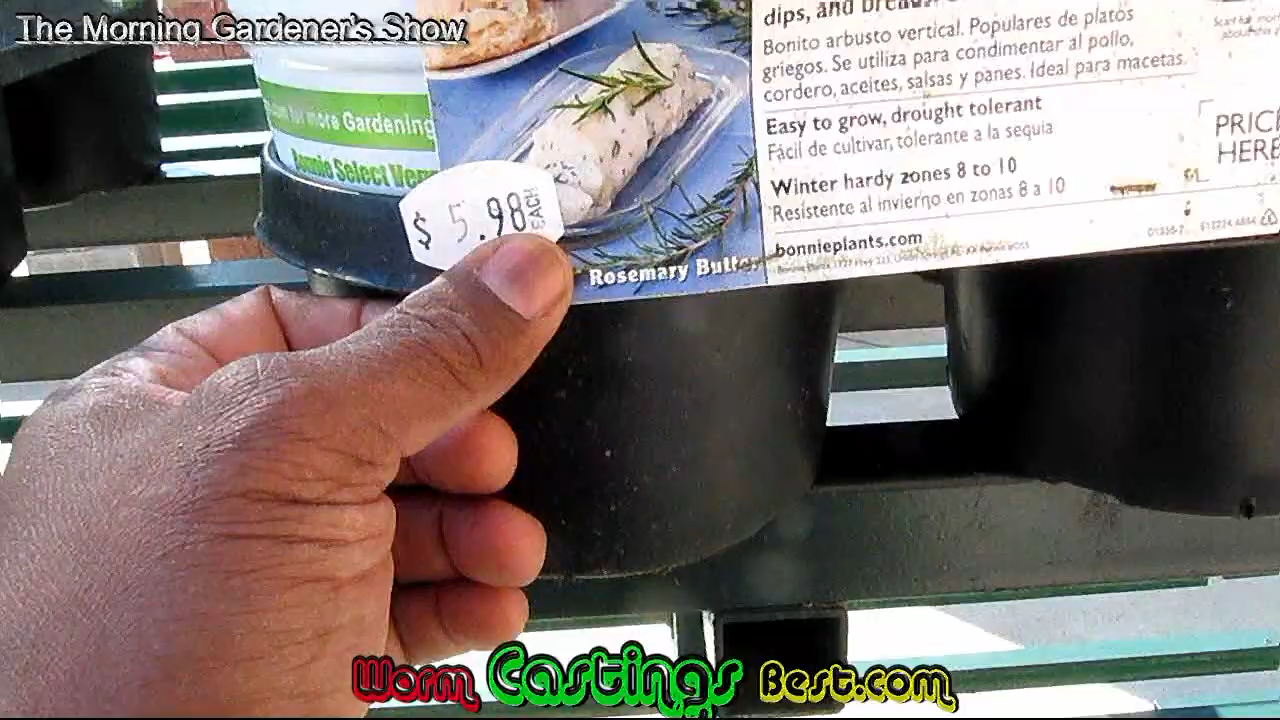 The Morning Gardener's Show
more Gardening
Bonnie Select
$ 5.98 EACH
Rosemary Butter
dips, and
Bonito arbusto vertical. Populares de platos
griegos. Se utiliza para condimentar al pollo,
cordero, aceites, salsas y panes. Ideal para macetas.
Easy to grow, drought tolerant
Fácil de cultivar, tolerante a la sequia
Winter hardy zones 8 to 10
Resistente al invierno en zonas 8 a 10
bonnieplants.com
PRICE
HERE
Worm Castings Best.com